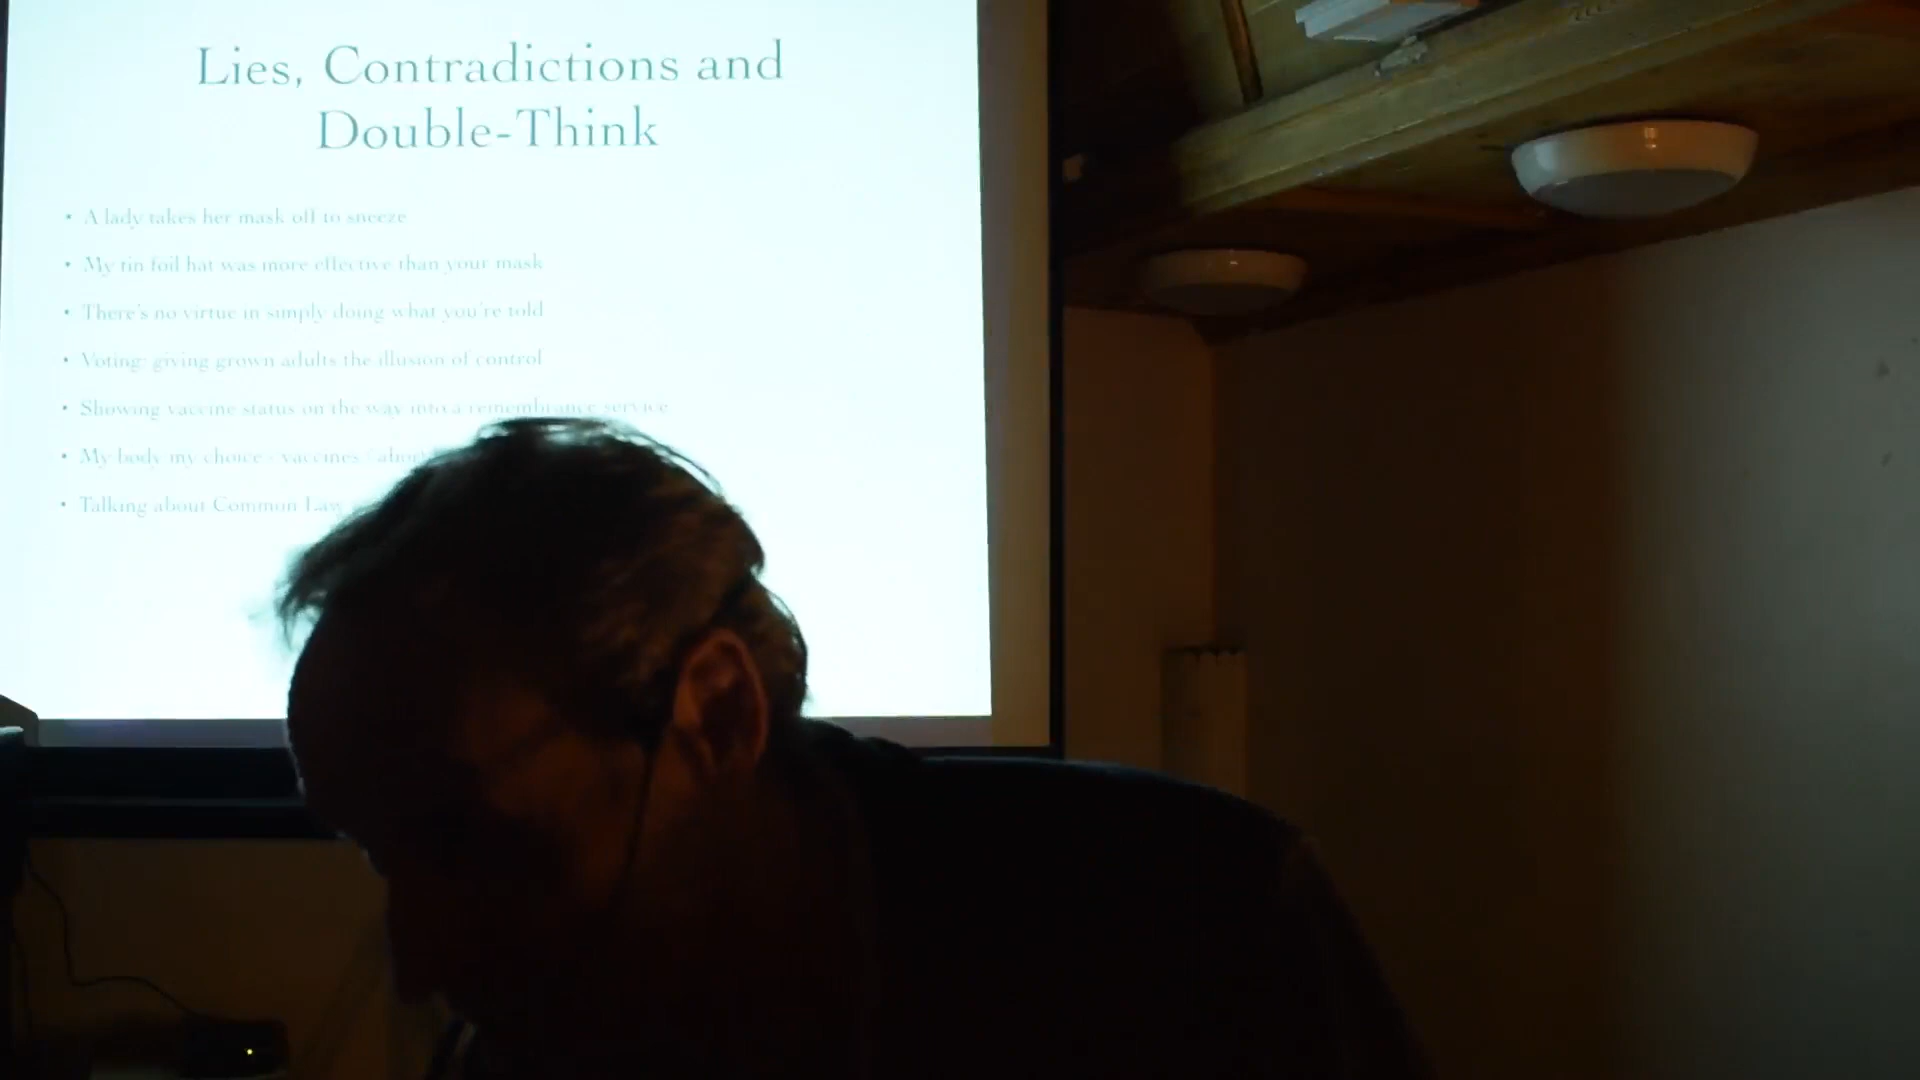 Lies, Contradictions and
Double-Think
• A lady takes her mask off to sneeze
• My tin foil hat was more effective than your mask
• There's no virtue in simply doing what you're told
• Voting: giving grown adults the illusion of control
• Showing vaccine status on the way into a remembrance service
• My body my choice - vaccines /
• Talking about Common Law